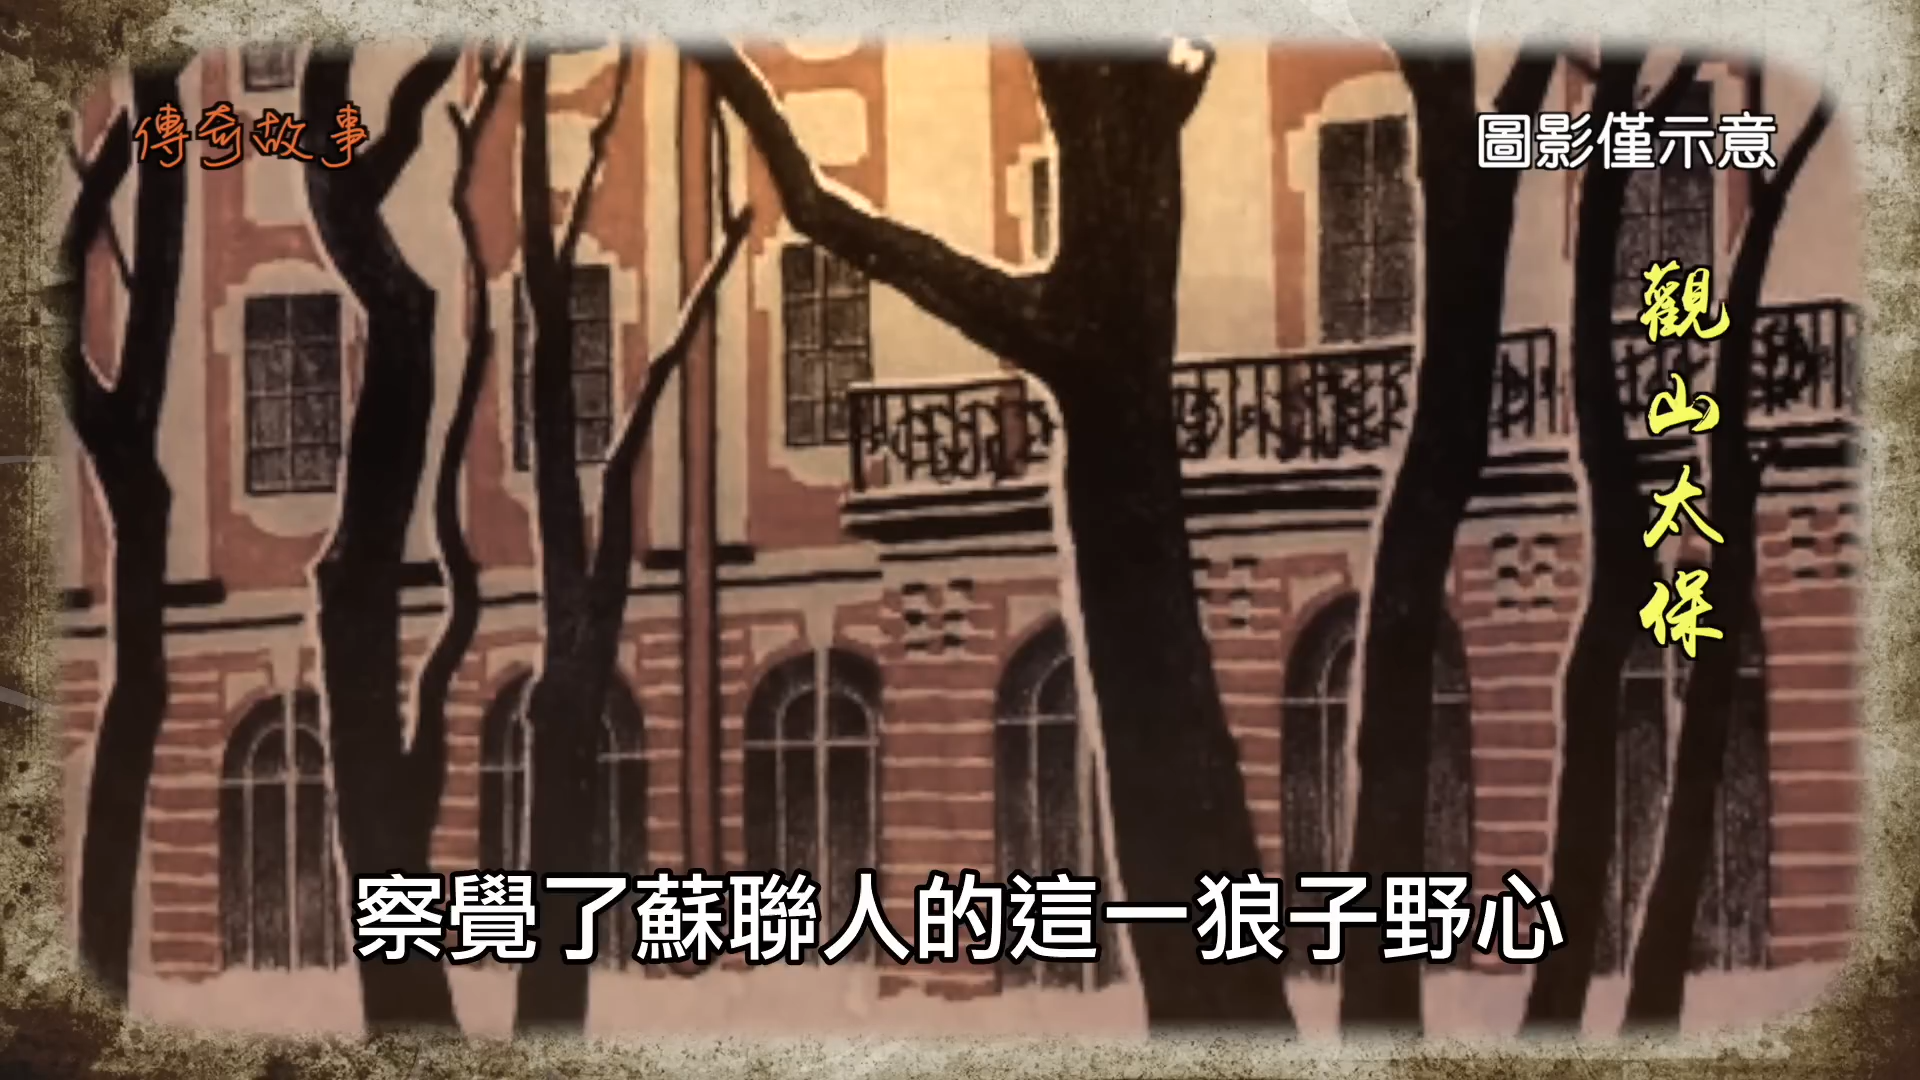 傳奇故事
圖影僅示意
觀山太保
察覺了蘇聯人的這一狼子野心